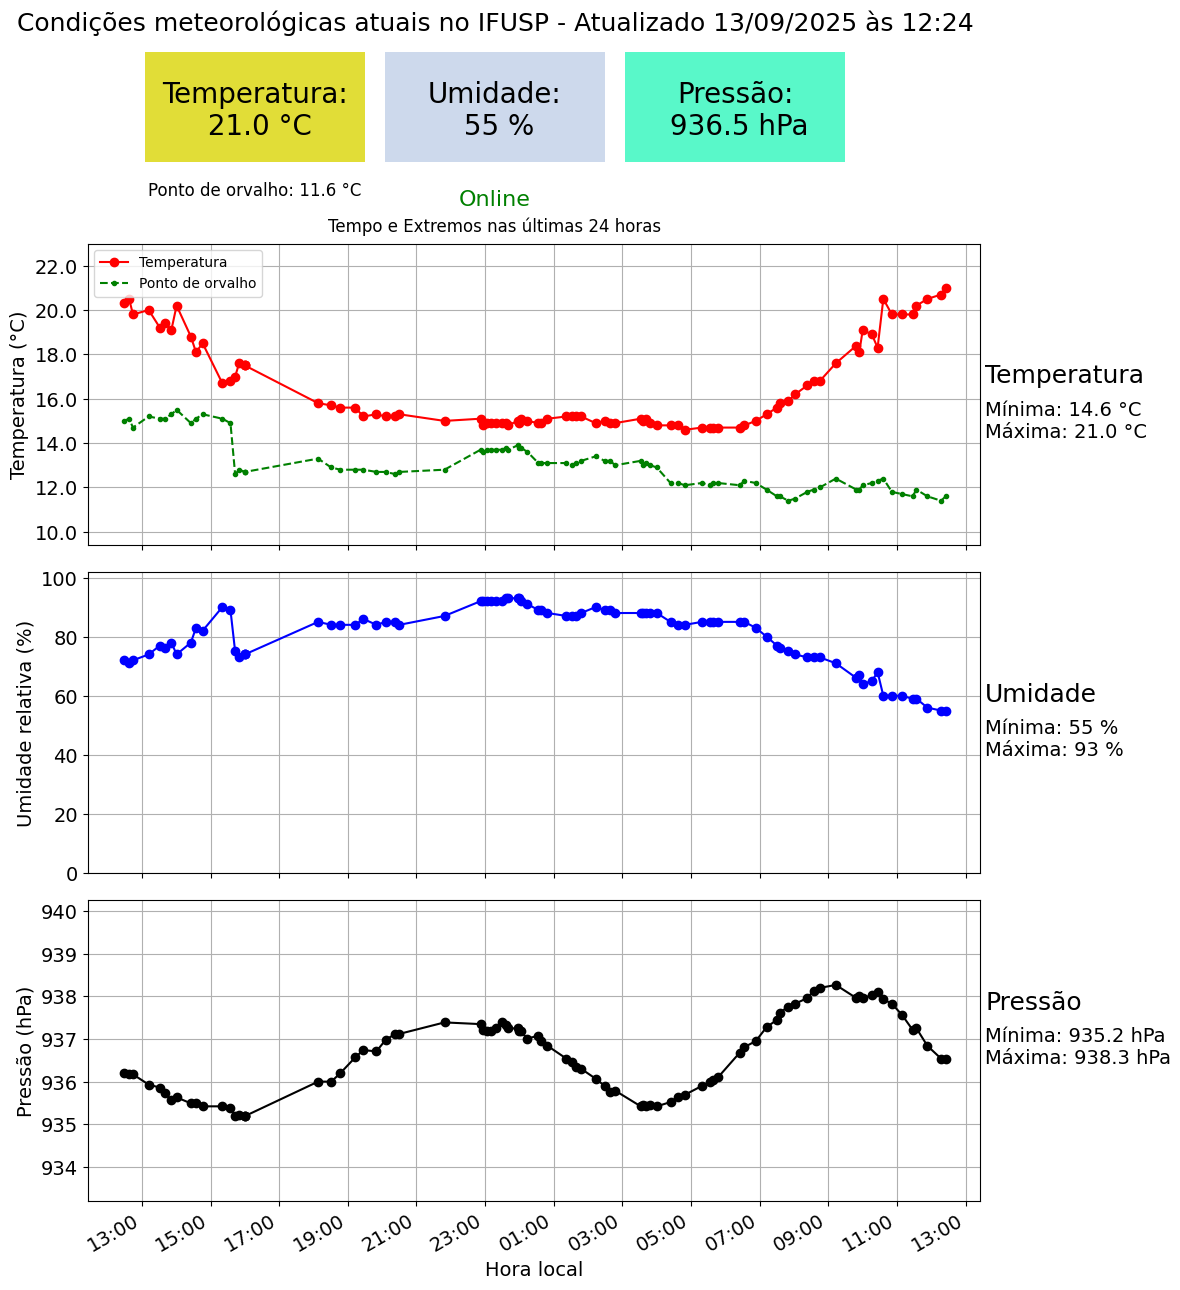 Condições meteorológicas atuais no IFUSP - Atualizado 13/09/2025 às 12:24
Temperatura:
21.0 °C
Umidade:
55 %
Pressão:
936.5 hPa
Ponto de orvalho: 11.6 °C
Online
Tempo e Extremos nas últimas 24 horas
Temperatura
Ponto de orvalho
Temperatura (°C)
22.0
20.0
18.0
16.0
14.0
12.0
10.0
Temperatura
Mínima: 14.6 °C
Máxima: 21.0 °C
Umidade relativa (%)
100
80
60
40
20
0
Umidade
Mínima: 55 %
Máxima: 93 %
Pressão (hPa)
940
939
938
937
936
935
934
Pressão
Mínima: 935.2 hPa
Máxima: 938.3 hPa
13:00 15:00 17:00 19:00 21:00 23:00 01:00 03:00 05:00 07:00 09:00 11:00 13:00
Hora local